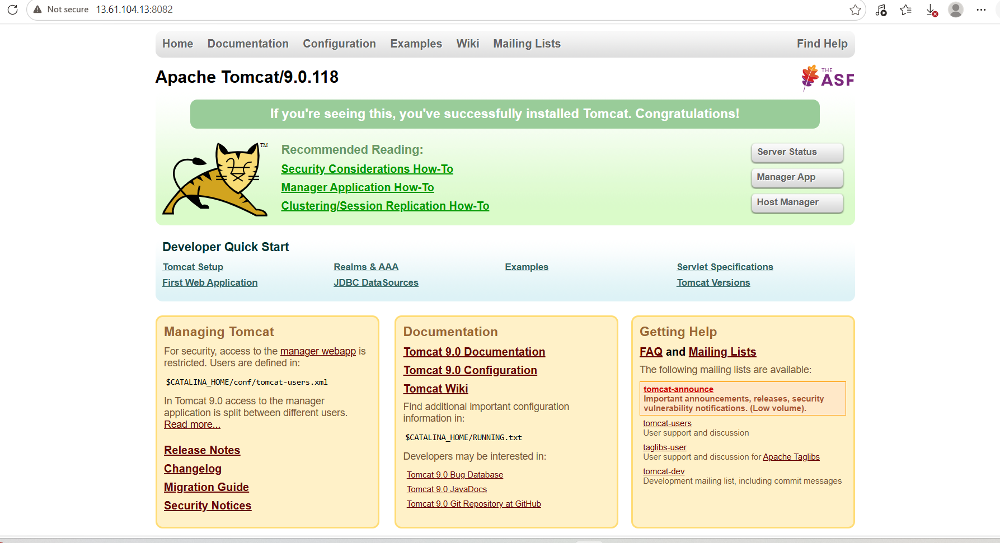 Not secure 13.61.104.13:8082
Home Documentation Configuration Examples Wiki Mailing Lists Find Help
Apache Tomcat/9.0.118
THE
ASF
If you're seeing this, you've successfully installed Tomcat. Congratulations!
TM
Recommended Reading:
Security Considerations How-To
Manager Application How-To
Clustering/Session Replication How-To
Server Status
Manager App
Host Manager
Developer Quick Start
Tomcat Setup
First Web Application
Realms & AAA
JDBC DataSources
Examples
Servlet Specifications
Tomcat Versions
Managing Tomcat
For security, access to the manager webapp is
restricted. Users are defined in:
$CATALINA_HOME/conf/tomcat-users.xml
In Tomcat 9.0 access to the manager
application is split between different users.
Read more...
Release Notes
Changelog
Migration Guide
Security Notices
Documentation
Tomcat 9.0 Documentation
Tomcat 9.0 Configuration
Tomcat Wiki
Find additional important configuration
information in:
$CATALINA_HOME/RUNNING.txt
Developers may be interested in:
Tomcat 9.0 Bug Database
Tomcat 9.0 JavaDocs
Tomcat 9.0 Git Repository at GitHub
Getting Help
FAQ and Mailing Lists
The following mailing lists are available:
tomcat-announce
Important announcements, releases, security
vulnerability notifications. (Low volume).
tomcat-users
User support and discussion
taglibs-user
User support and discussion for Apache Taglibs
tomcat-dev
Development mailing list, including commit messages